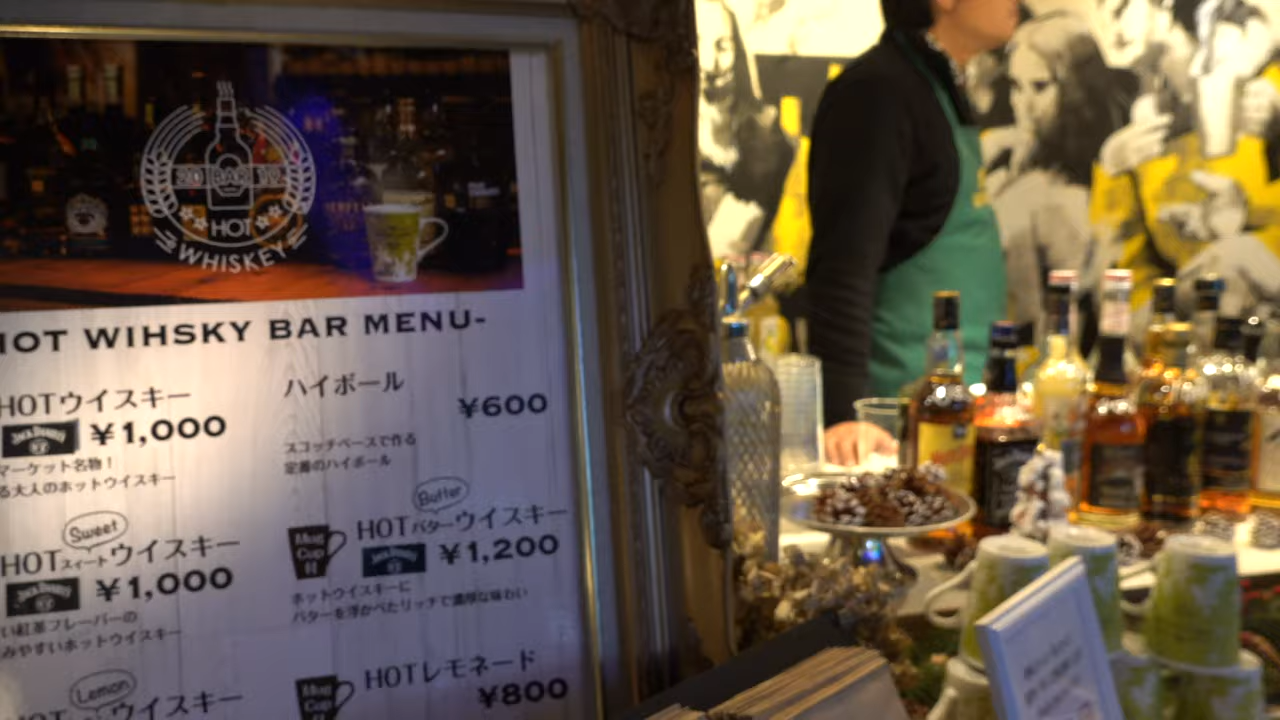 BAR
HOT
WHISKEY
HOT WIHSKY BAR MENU-
HOTウイスキー
¥1,000
マーケット名物!
る大人のホットウイスキー
ハイボール
¥600
スコッチベースで作る
定番のハイボール
Sweet
HOTスイートウイスキー
¥1,000
い紅茶フレーバーの
みやすいホットウイスキー
Butter
Mug Cup
HOTバターウイスキー
¥1,200
ホットウイスキーに
バターを浮かべたリッチで濃厚な味わい
Lemon
ウイスキー
Mug Cup
HOTレモネード
¥800